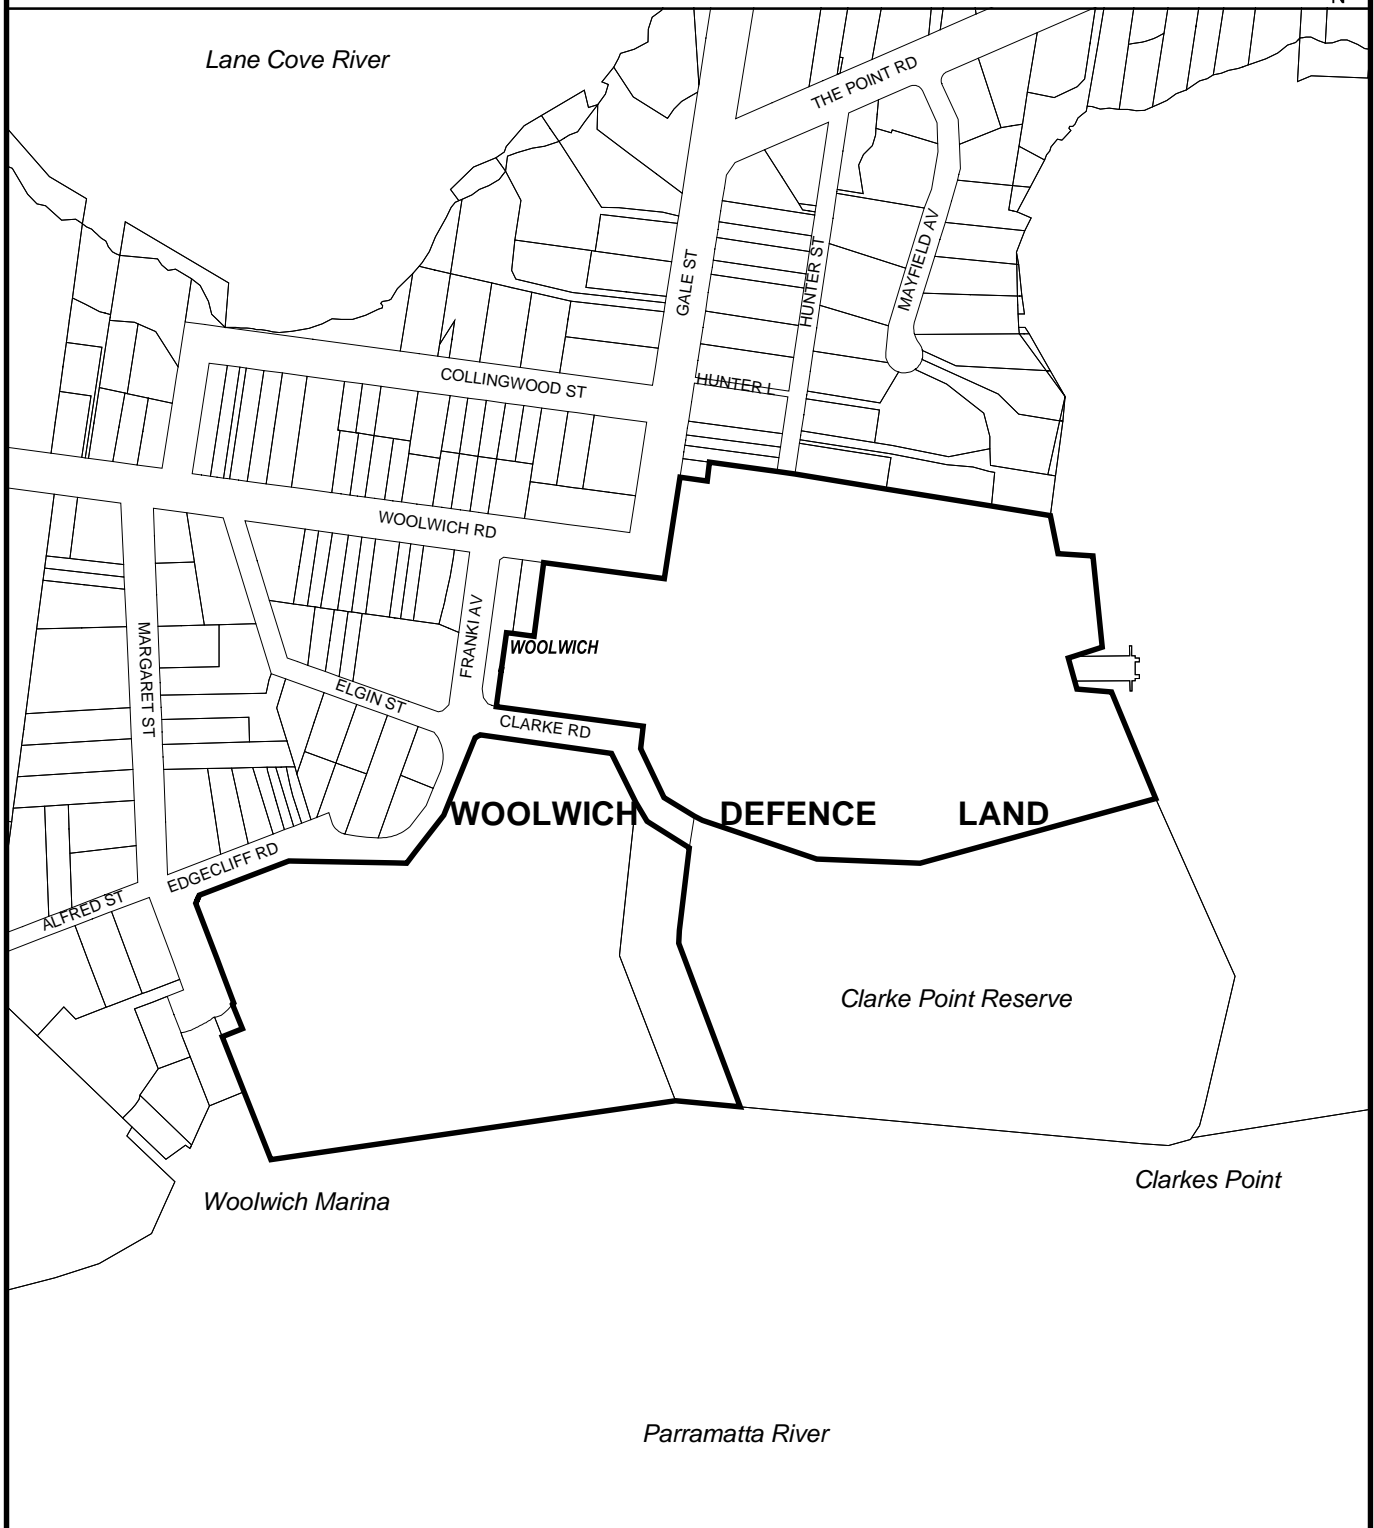 Lane Cove River
THE POINT RD
GALE ST
HUNTER ST
MAYFIELD AV
COLLINGWOOD ST
HUNTER L
WOOLWICH RD
FRANKI AV
WOOLWICH
MARGARET ST
ELGIN ST
CLARKE RD
WOOLWICH DEFENCE LAND
EDGECLIFF RD
ALFRED ST
Clarke Point Reserve
Clarkes Point
Woolwich Marina
Parramatta River